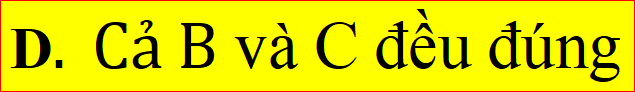 D. Cả B và C đều đúng